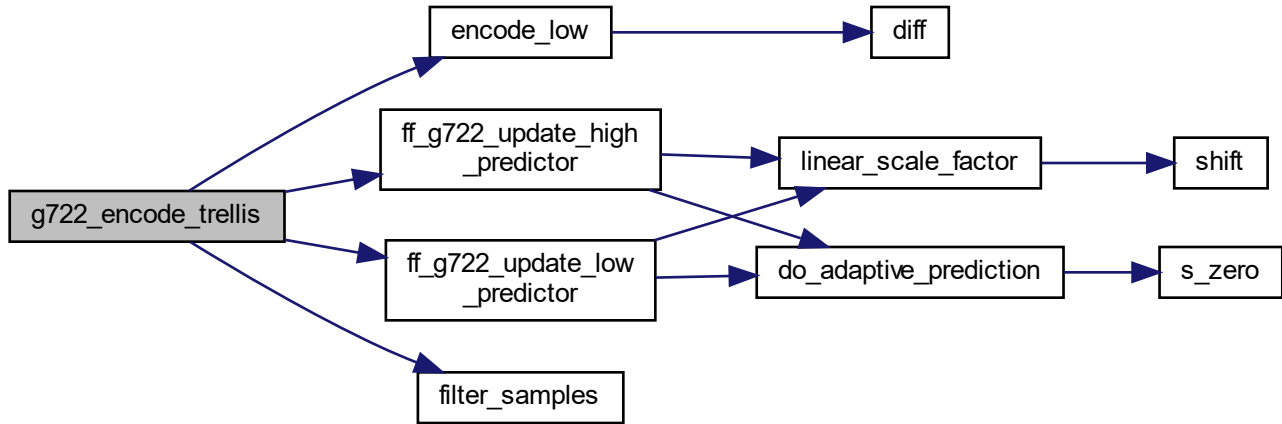 encode_low
diff
ff_g722_update_high
_predictor
linear_scale_factor
shift
g722_encode_trellis
ff_g722_update_low
_predictor
do_adaptive_prediction
s_zero
filter_samples